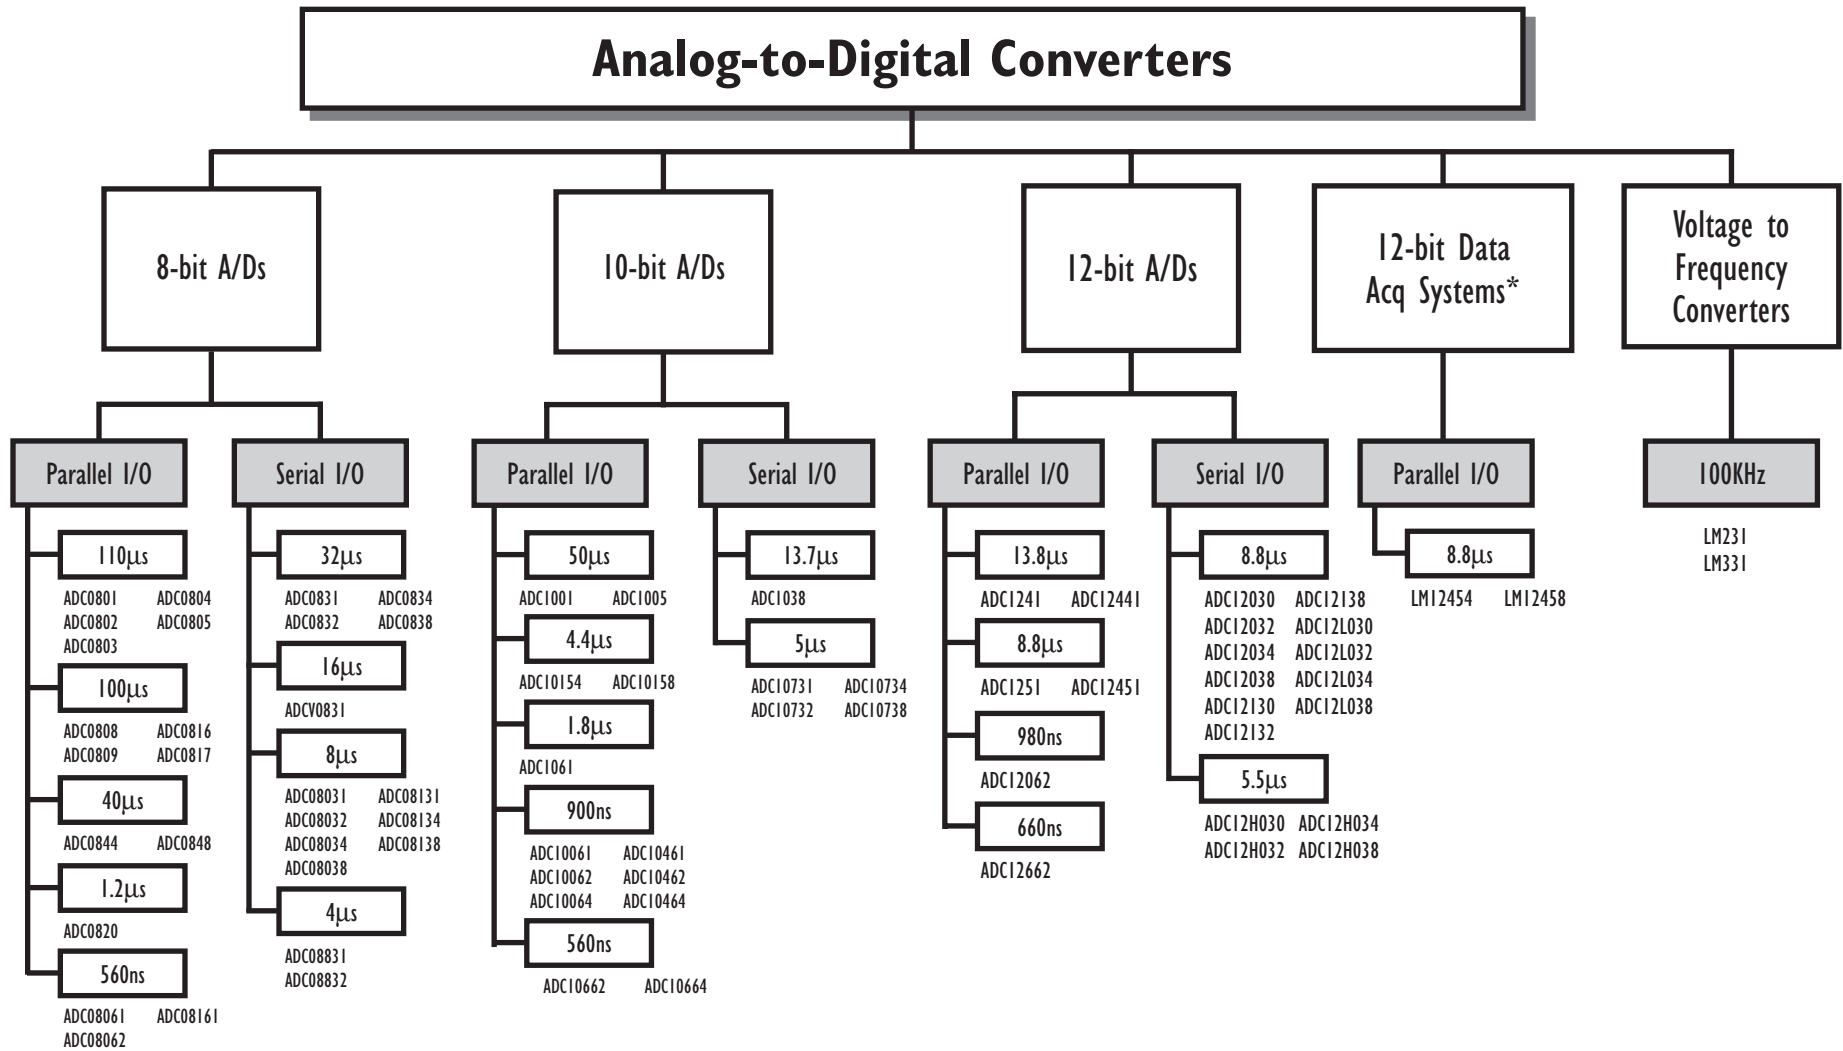 Analog-to-Digital Converters
8-bit A/Ds
10-bit A/Ds
12-bit A/Ds
12-bit Data
Acq Systems*
Voltage to
Frequency
Converters
Parallel I/O
110µs
ADC0801 ADC0804
ADC0802 ADC0805
ADC0803
100µs
ADC0808 ADC0816
ADC0809 ADC0817
40µs
ADC0844 ADC0848
1.2µs
ADC0820
560ns
ADC08061 ADC08161
ADC08062
Serial I/O
32µs
ADC0831 ADC0834
ADC0832 ADC0838
16µs
ADCV0831
8µs
ADC08031 ADC08131
ADC08032 ADC08134
ADC08034 ADC08138
ADC08038
4µs
ADC08831
ADC08832
Parallel I/O
50µs
ADC1001 ADC1005
4.4µs
ADC10154 ADC10158
1.8µs
ADC1061
900ns
ADC10061 ADC10461
ADC10062 ADC10462
ADC10064 ADC10464
560ns
ADC10662 ADC10664
Serial I/O
13.7µs
ADC1038
5µs
ADC10731 ADC10734
ADC10732 ADC10738
Parallel I/O
13.8µs
ADC1241 ADC12441
8.8µs
ADC1251 ADC12451
980ns
ADC12062
660ns
ADC12662
Serial I/O
8.8µs
ADC12030 ADC12138
ADC12032 ADC12L030
ADC12034 ADC12L032
ADC12038 ADC12L034
ADC12130 ADC12L038
ADC12132
5.5µs
ADC12H030 ADC12H034
ADC12H032 ADC12H038
Parallel I/O
8.8µs
LM12454 LM12458
100KHz
LM231
LM331